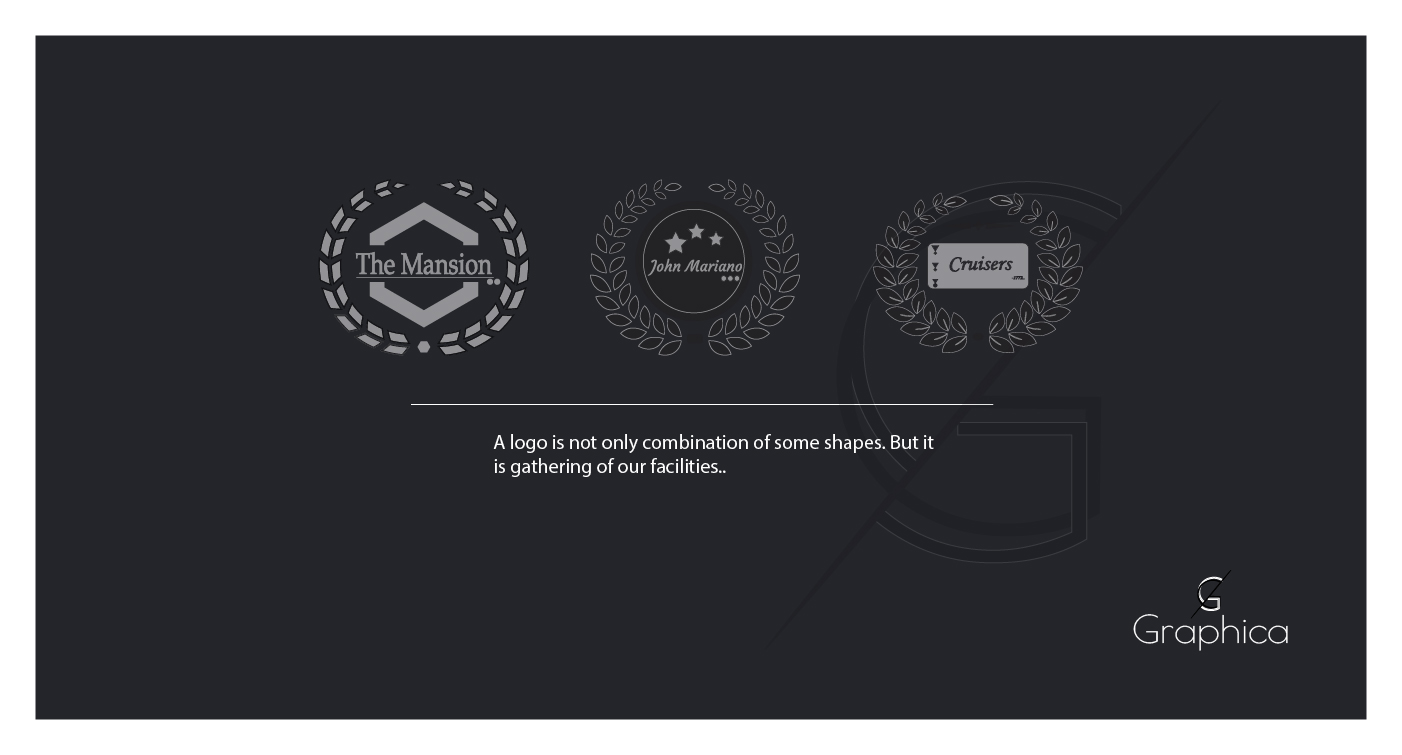 The Mansion
John Mariano
Cruisers
A logo is not only combination of some shapes. But it
is gathering of our facilities..
G
Graphica